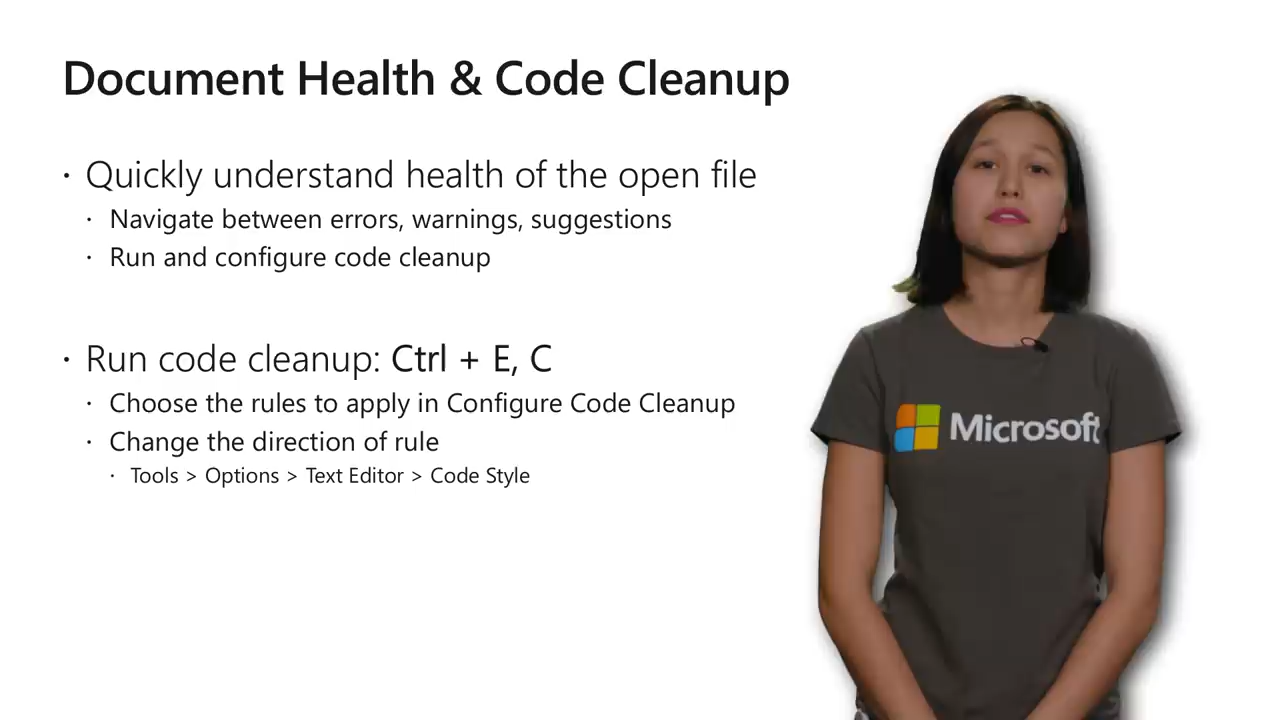 Document Health & Code Cleanup
· Quickly understand health of the open file
· Navigate between errors, warnings, suggestions
· Run and configure code cleanup
· Run code cleanup: Ctrl + E, C
· Choose the rules to apply in Configure Code Cleanup
· Change the direction of rule
· Tools > Options > Text Editor > Code Style
Microsoft